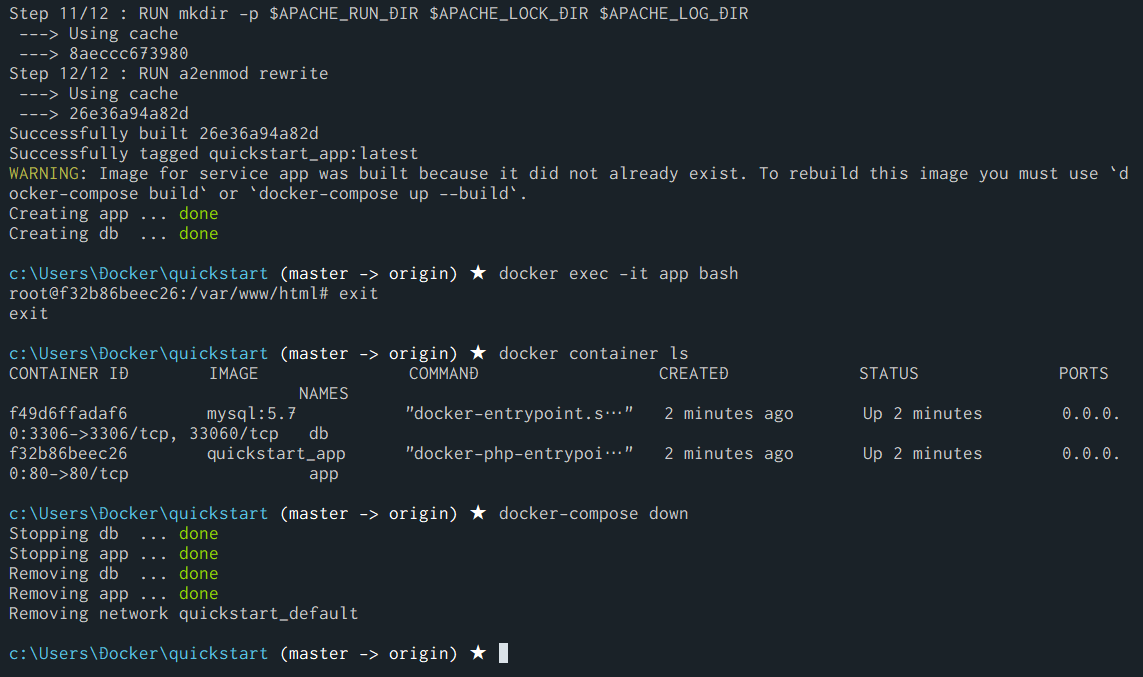 Step 11/12 : RUN mkdir -p $APACHE_RUN_DIR $APACHE_LOCK_DIR $APACHE_LOG_DIR
---> Using cache
---> 8aeccc673980
Step 12/12 : RUN a2enmod rewrite
---> Using cache
---> 26e36a94a82d
Successfully built 26e36a94a82d
Successfully tagged quickstart_app:latest
WARNING: Image for service app was built because it did not already exist. To rebuild this image you must use `d
ocker-compose build` or `docker-compose up --build`.
Creating app ... done
Creating db  ... done
c:\Users\Docker\quickstart (master -> origin) ★ docker exec -it app bash
root@f32b86beec26:/var/www/html# exit
exit
c:\Users\Docker\quickstart (master -> origin) ★ docker container ls
CONTAINER ID        IMAGE               COMMAND                  CREATED             STATUS              PORTS
NAMES
f49d6ffadaf6        mysql:5.7           "docker-entrypoint.s…"   2 minutes ago       Up 2 minutes        0.0.0.
0:3306->3306/tcp, 33060/tcp   db
f32b86beec26        quickstart_app      "docker-php-entrypoi…"   2 minutes ago       Up 2 minutes        0.0.0.
0:80->80/tcp                  app
c:\Users\Docker\quickstart (master -> origin) ★ docker-compose down
Stopping db  ... done
Stopping app ... done
Removing db  ... done
Removing app ... done
Removing network quickstart_default
c:\Users\Docker\quickstart (master -> origin) ★